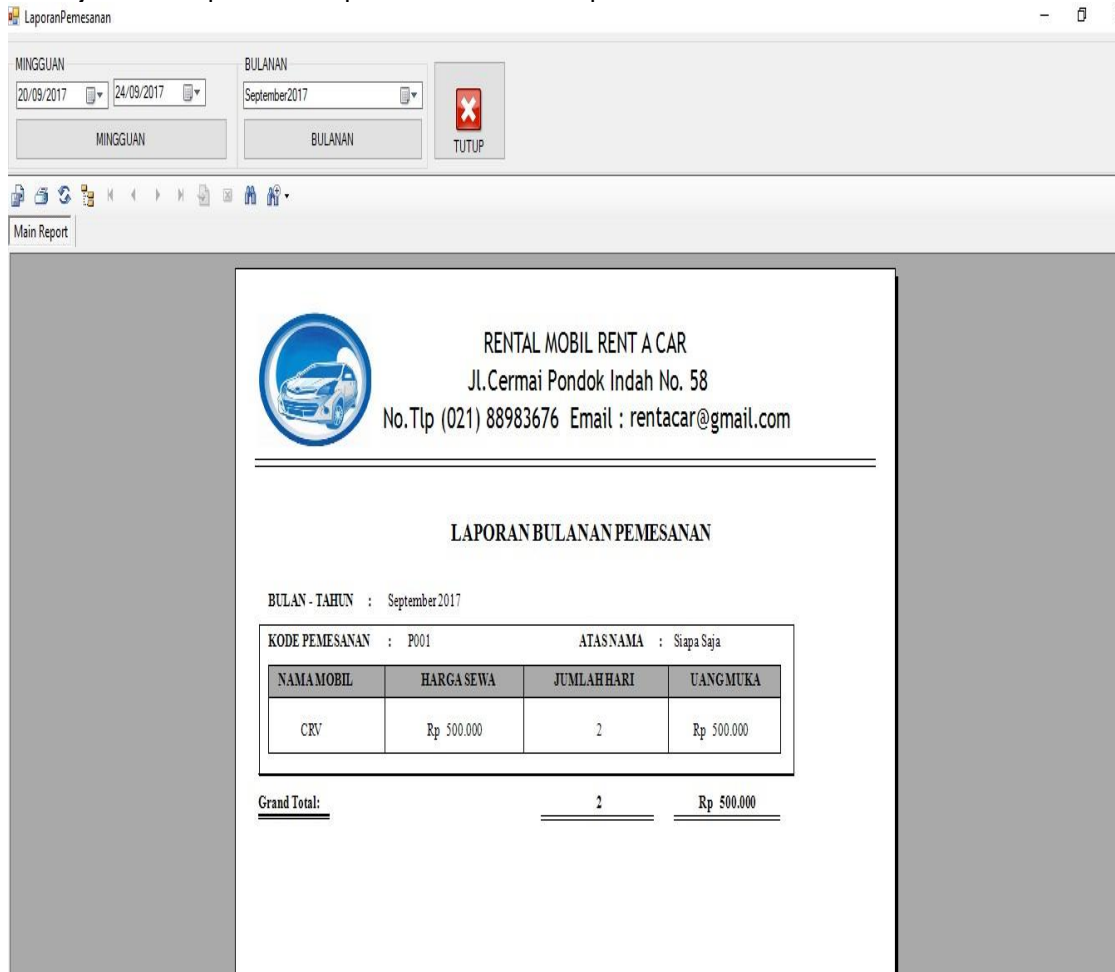 LaporanPemesanan
MINGGUAN
20/09/2017 24/09/2017
MINGGUAN
BULANAN
September2017
BULANAN
TUTUP
Main Report
RENTAL MOBIL RENT A CAR
Jl.Cermai Pondok Indah No. 58
No.Tlp (021) 88983676 Email : rentacar@gmail.com
LAPORAN BULANAN PEMESANAN
BULAN - TAHUN : September 2017
KODE PEMESANAN : P001 ATAS NAMA : Siapa Saja
NAMA MOBIL HARGA SEWA JUMLAH HARI UANG MUKA
CRV Rp 500.000 2 Rp 500.000
Grand Total: 2 Rp 500.000